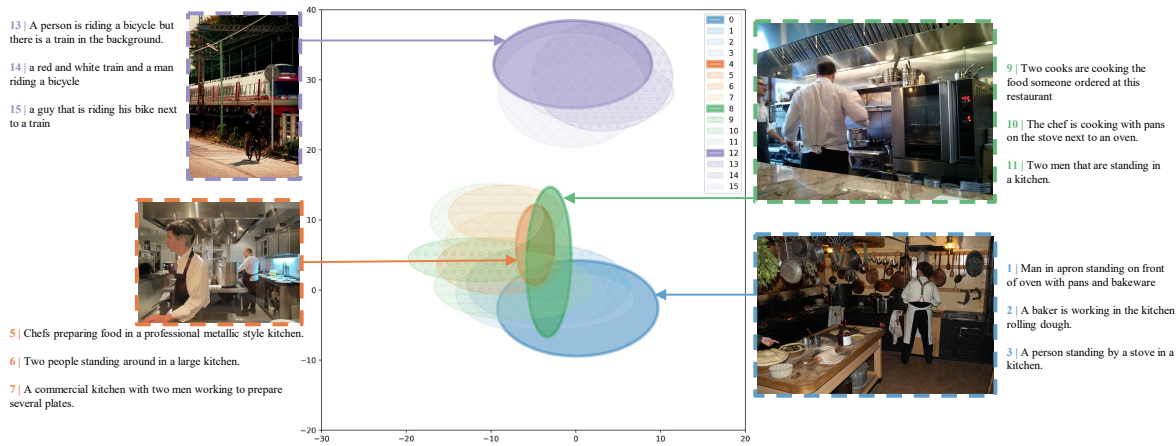 13 | A person is riding a bicycle but
there is a train in the background.
14 | a red and white train and a man
riding a bicycle
15 | a guy that is riding his bike next
to a train
5 | Chefs preparing food in a professional metallic style kitchen.
6 | Two people standing around in a large kitchen.
7 | A commercial kitchen with two men working to prepare
several plates.
40
30
20
10
0
−10
−20
−30
−20
−10
0
10
20
0
1
2
3
4
5
6
7
8
9
10
11
12
13
14
15
9 | Two cooks are cooking the
food someone ordered at this
restaurant
10 | The chef is cooking with pans
on the stove next to an oven.
11 | Two men that are standing in
a kitchen.
1 | Man in apron standing on front
of oven with pans and bakeware
2 | A baker is working in the kitchen
rolling dough.
3 | A person standing by a stove in a
kitchen.